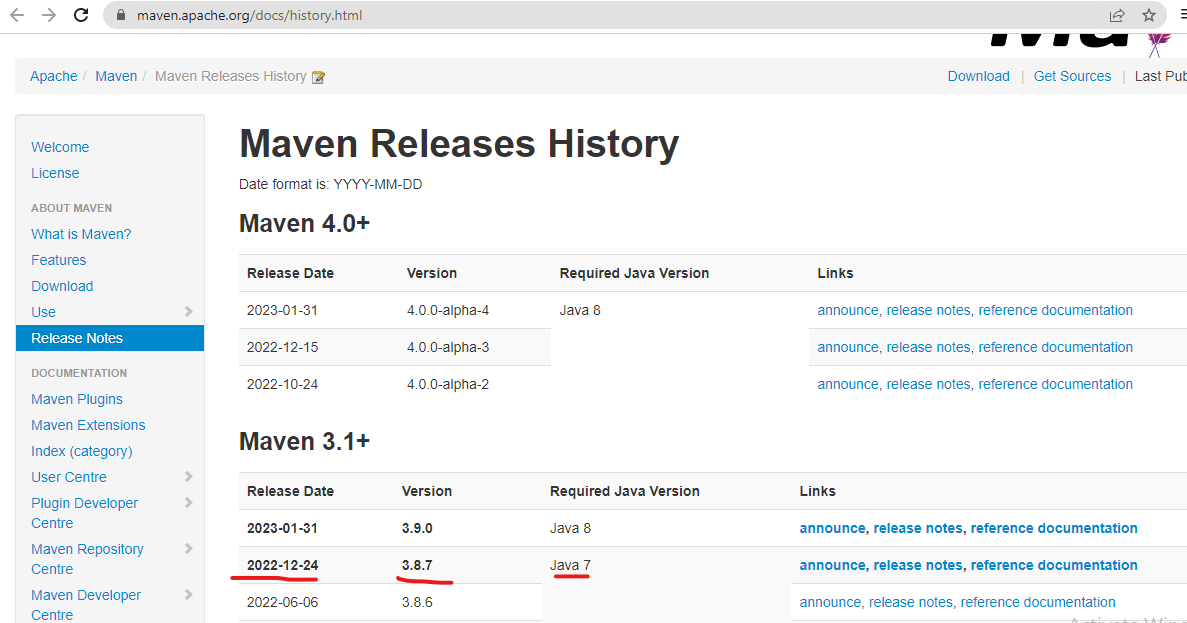 maven.apache.org/docs/history.html
Apache / Maven / Maven Releases History
Download | Get Sources | Last Pub
Welcome
License
ABOUT MAVEN
What is Maven?
Features
Download
Use
Release Notes
DOCUMENTATION
Maven Plugins
Maven Extensions
Index (category)
User Centre
Plugin Developer
Centre
Maven Repository
Centre
Maven Developer
Centre
Maven Releases History
Date format is: YYYY-MM-DD
Maven 4.0+
Release Date Version Required Java Version Links
2023-01-31 4.0.0-alpha-4 Java 8 announce, release notes, reference documentation
2022-12-15 4.0.0-alpha-3 announce, release notes, reference documentation
2022-10-24 4.0.0-alpha-2 announce, release notes, reference documentation
Maven 3.1+
Release Date Version Required Java Version Links
2023-01-31 3.9.0 Java 8 announce, release notes, reference documentation
2022-12-24 3.8.7 Java 7 announce, release notes, reference documentation
2022-06-06 3.8.6 announce, release notes, reference documentation